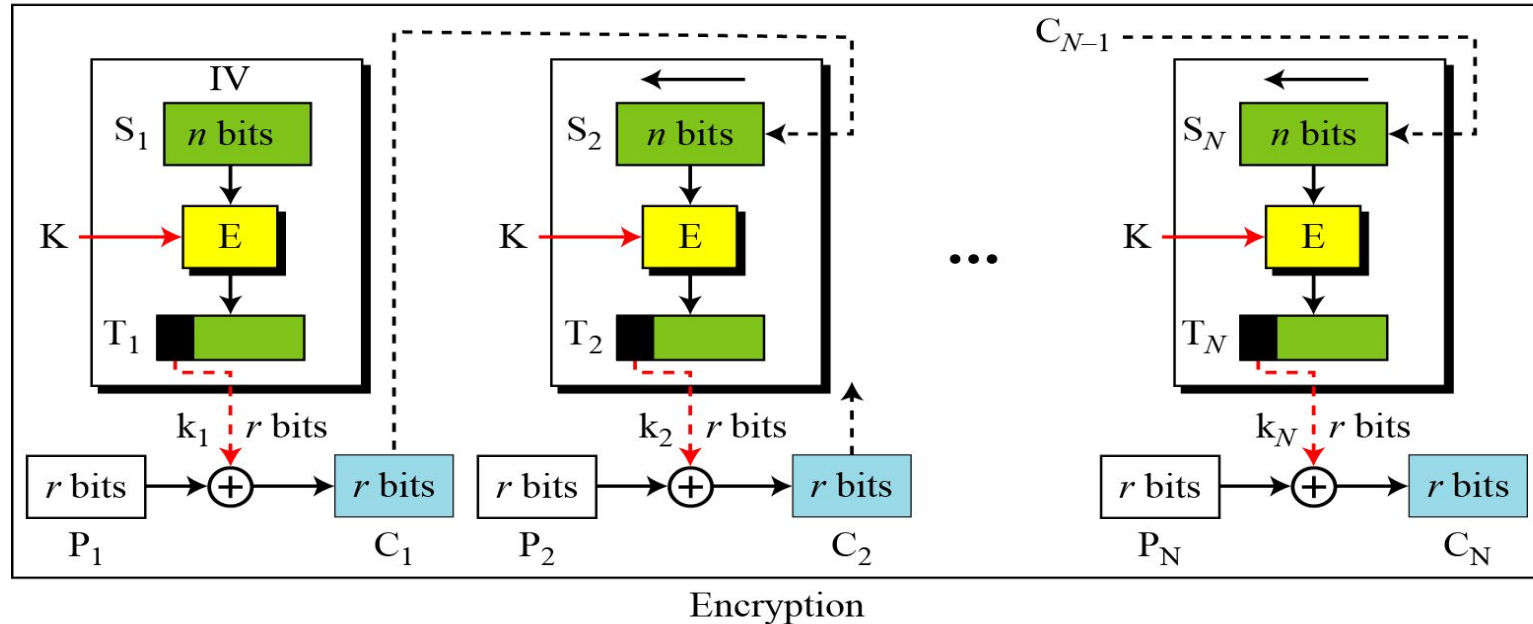 C_{N–1}
IV
S_1 n bits S_2 n bits S_N n bits
K E K E ... K E
T_1 T_2 T_N
k_1 r bits k_2 r bits k_N r bits
r bits + r bits r bits + r bits r bits + r bits
P_1 C_1 P_2 C_2 P_N C_N
Encryption